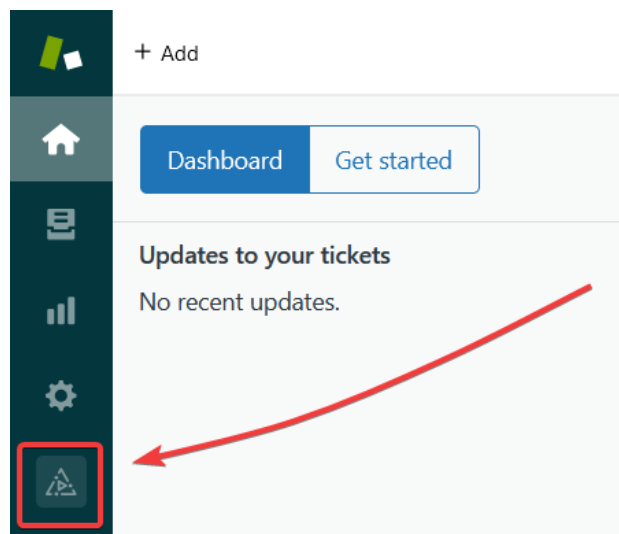 + Add
Dashboard Get started
Updates to your tickets
No recent updates.